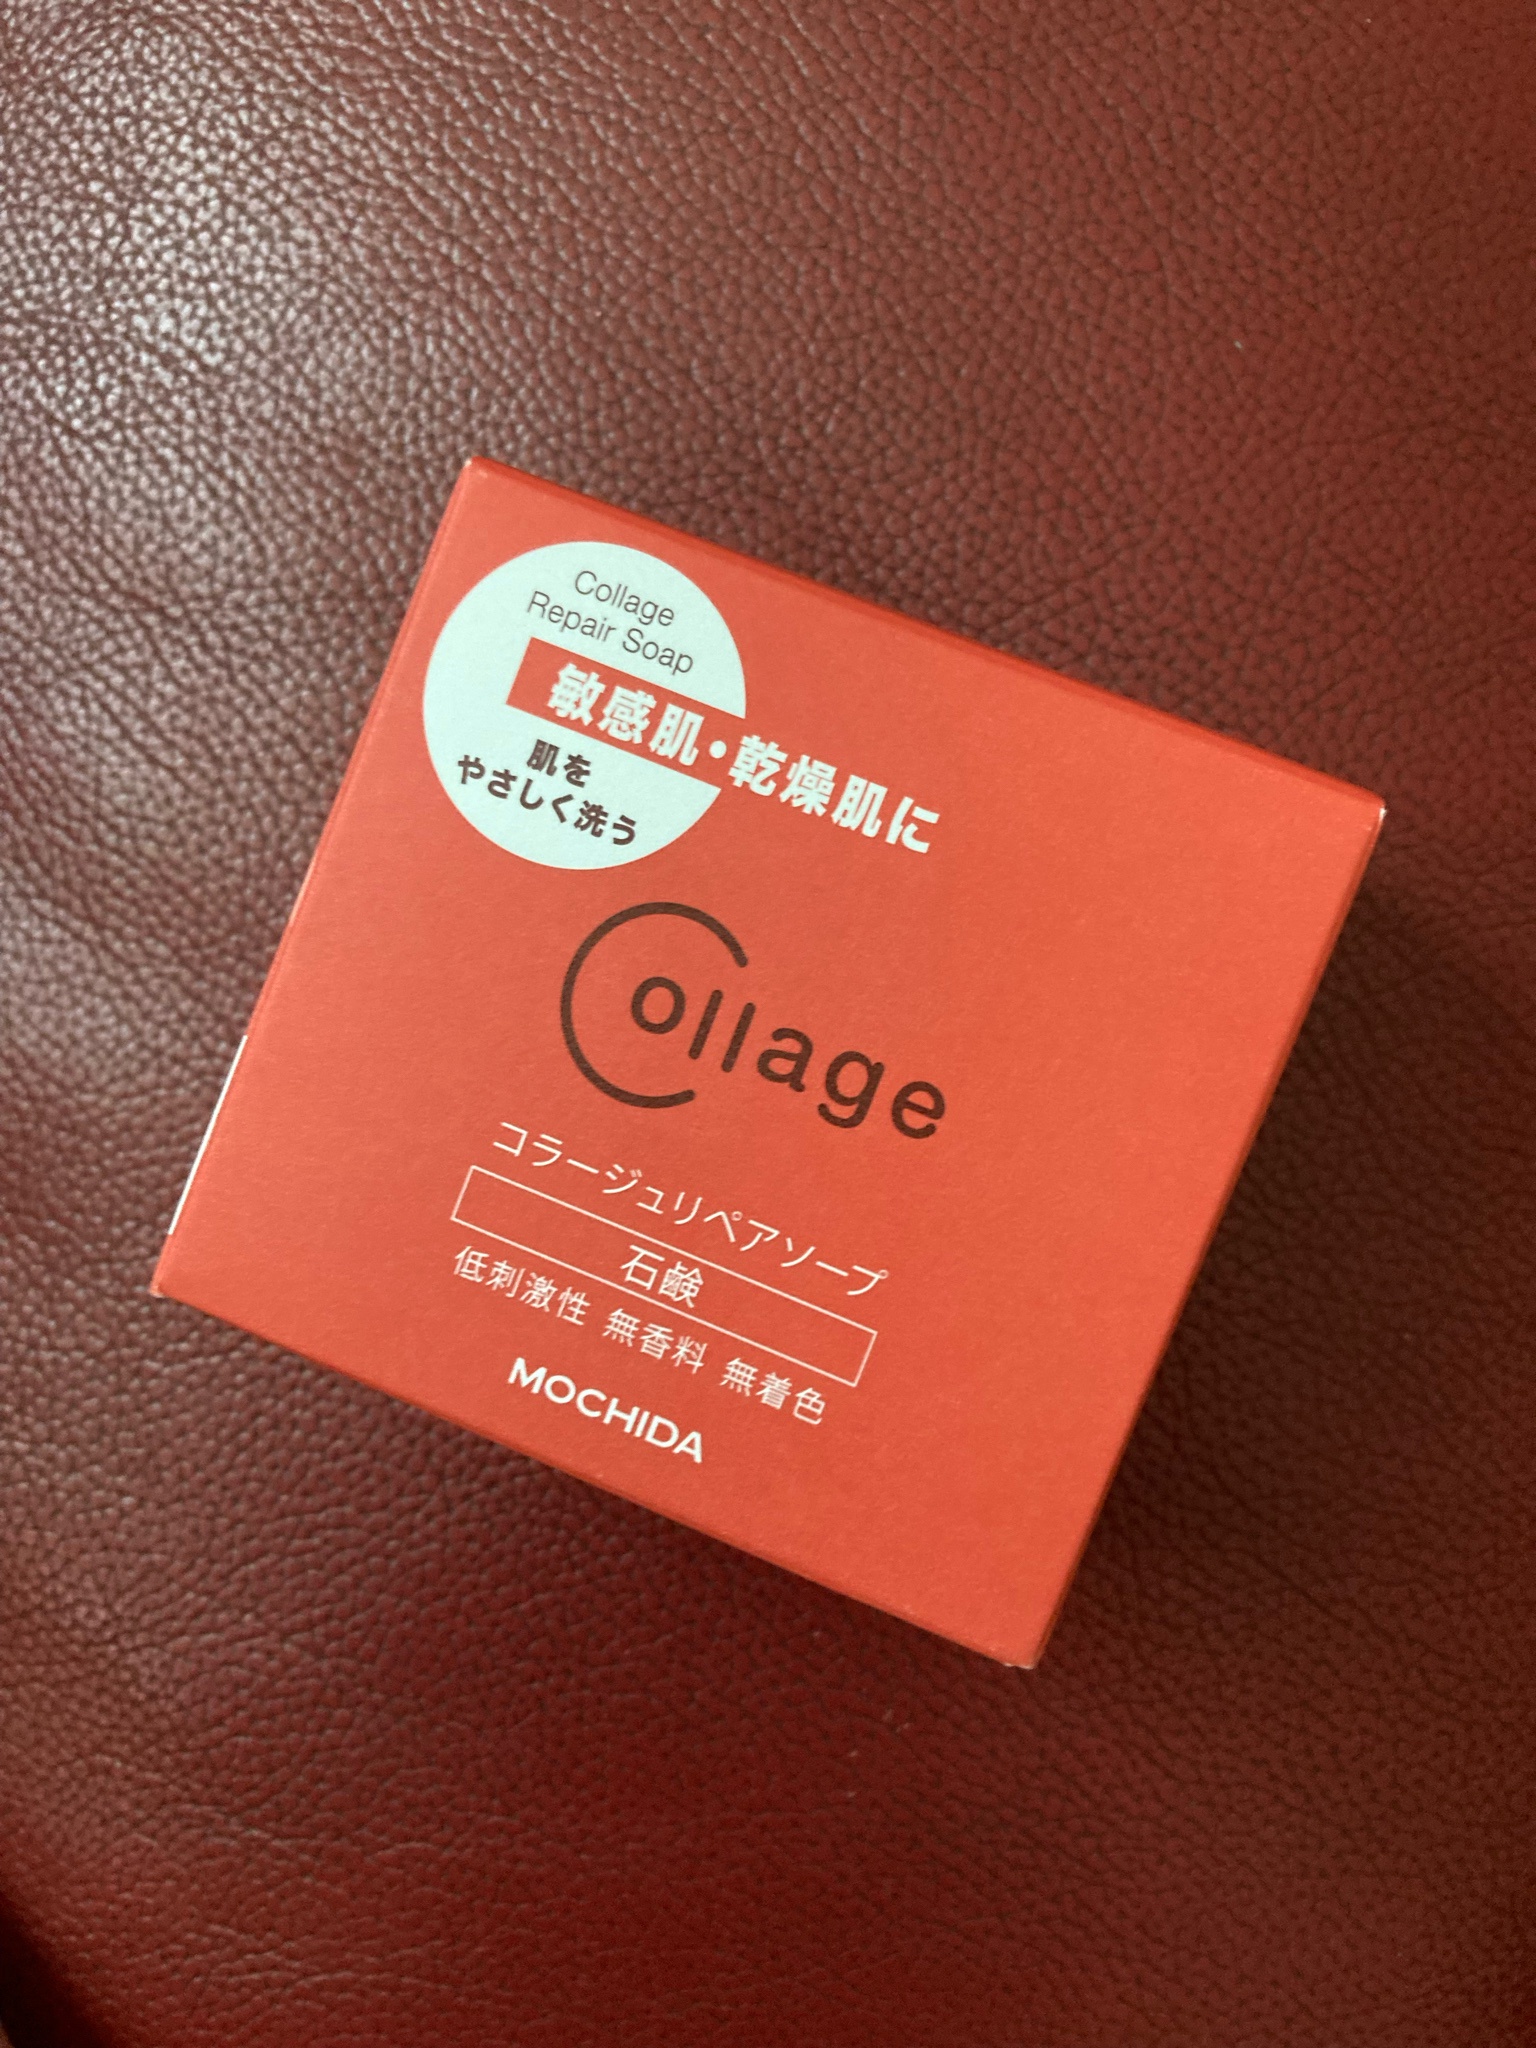 Collage
Repair Soap
敏感肌・乾燥肌に
肌を
やさしく洗う
Collage
コラージュリペアソープ
石鹸
低刺激性 無香料 無着色
MOCHIDA